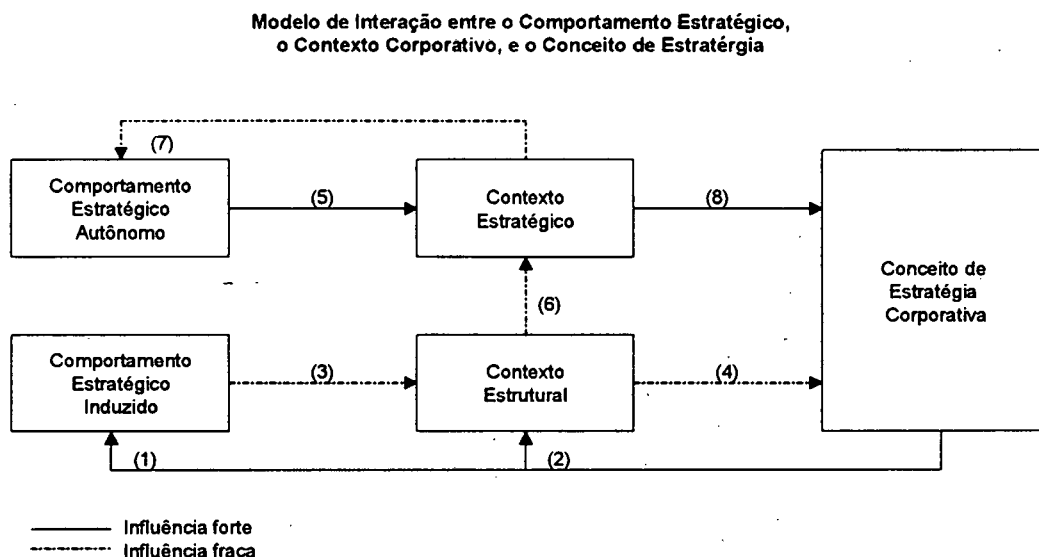 Modelo de Interação entre o Comportamento Estratégico,
o Contexto Corporativo, e o Conceito de Estratérgia
(7)
Comportamento
Estratégico
Autônomo
(5)
Contexto
Estratégico
(8)
Conceito de
Estratégia
Corporativa
(6)
Comportamento
Estratégico
Induzido
(3)
Contexto
Estrutural
(4)
(1)
(2)
Influência forte
Influência fraca